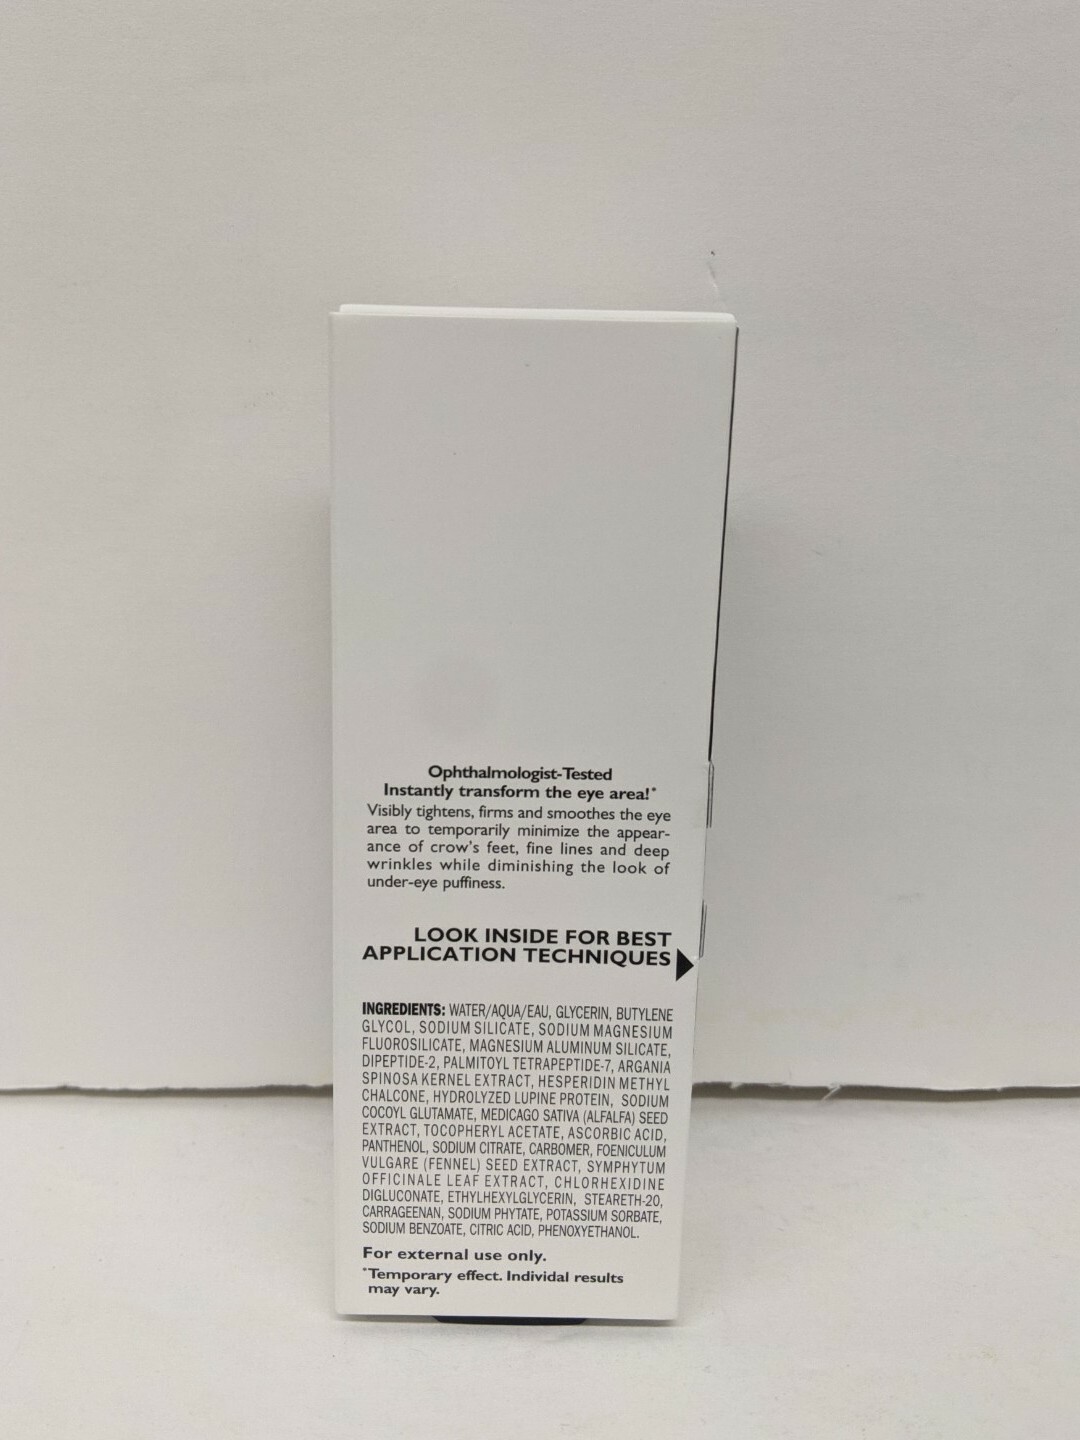 Ophthalmologist-Tested
Instantly transform the eye area!*
Visibly tightens, firms and smoothes the eye
area to temporarily minimize the appear-
ance of crow's feet, fine lines and deep
wrinkles while diminishing the look of
under-eye puffiness.
LOOK INSIDE FOR BEST
APPLICATION TECHNIQUES
INGREDIENTS: WATER/AQUA/EAU, GLYCERIN, BUTYLENE
GLYCOL, SODIUM SILICATE, SODIUM MAGNESIUM
FLUOROSILICATE, MAGNESIUM ALUMINUM SILICATE,
DIPEPTIDE-2, PALMITOYL TETRAPEPTIDE-7, ARGANIA
SPINOSA KERNEL EXTRACT, HESPERIDIN METHYL
CHALCONE, HYDROLYZED LUPINE PROTEIN, SODIUM
COCOYL GLUTAMATE, MEDICAGO SATIVA (ALFALFA) SEED
EXTRACT, TOCOPHERYL ACETATE, ASCORBIC ACID,
PANTHENOL, SODIUM CITRATE, CARBOMER, FOENICULUM
VULGARE (FENNEL) SEED EXTRACT, SYMPHYTUM
OFFICINALE LEAF EXTRACT, CHLORHEXIDINE
DIGLUCONATE, ETHYLHEXYLGLYCERIN, STEARETH-20,
CARRAGEENAN, SODIUM PHYTATE, POTASSIUM SORBATE,
SODIUM BENZOATE, CITRIC ACID, PHENOXYETHANOL.
For external use only.
*Temporary effect. Individal results
may vary.